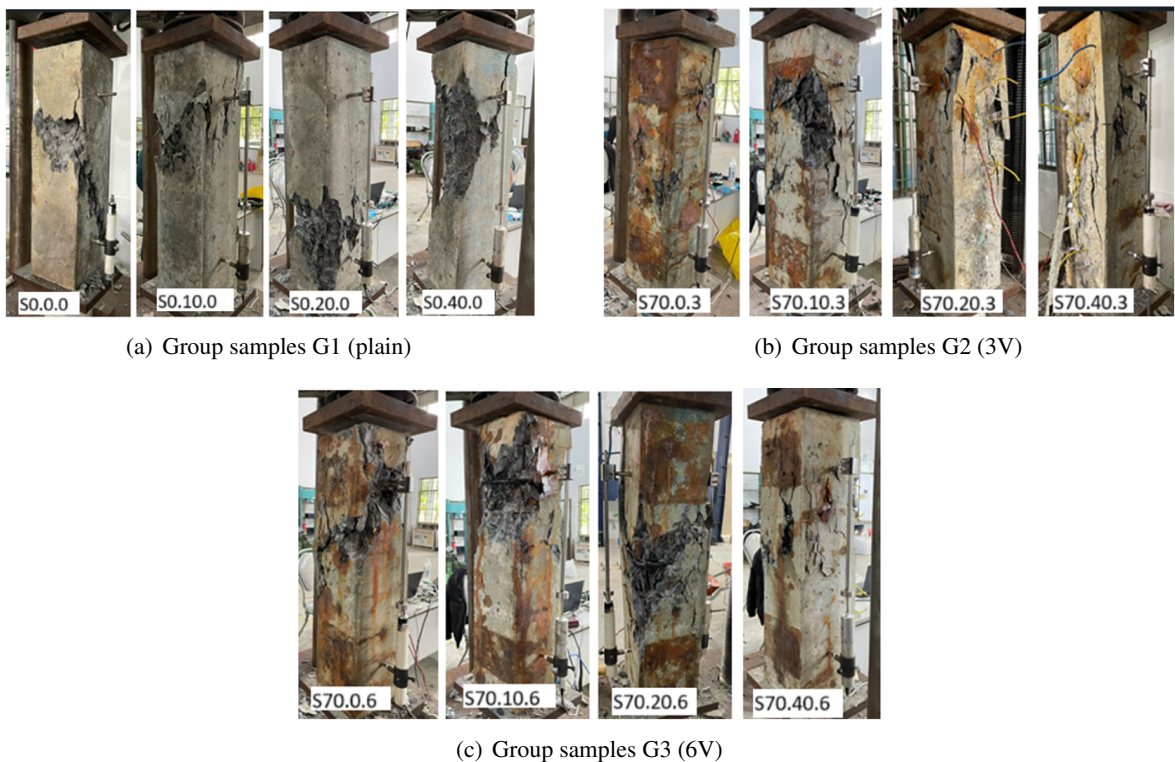 S0.0.0
S0.10.0
S0.20.0
S0.40.0
S70.0.3
S70.10.3
S70.20.3
S70.40.3
(a) Group samples G1 (plain)
(b) Group samples G2 (3V)
S70.0.6
S70.10.6
S70.20.6
S70.40.6
(c) Group samples G3 (6V)